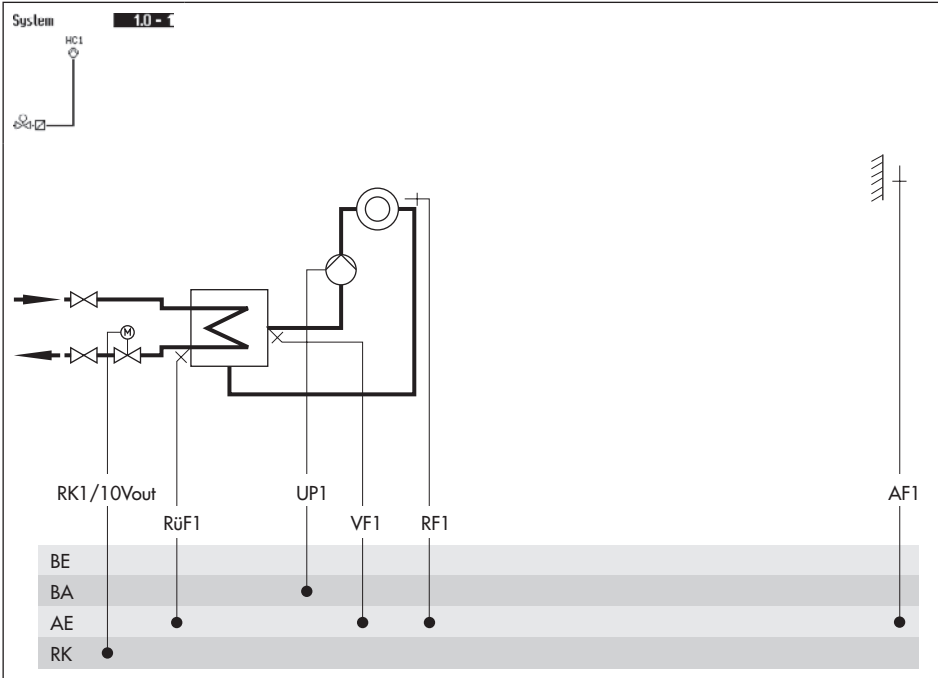 System 1.0 - 1
HC1
M
RK1/10Vout UP1 AF1
RüF1 VF1 RF1
BE
BA
AE
RK